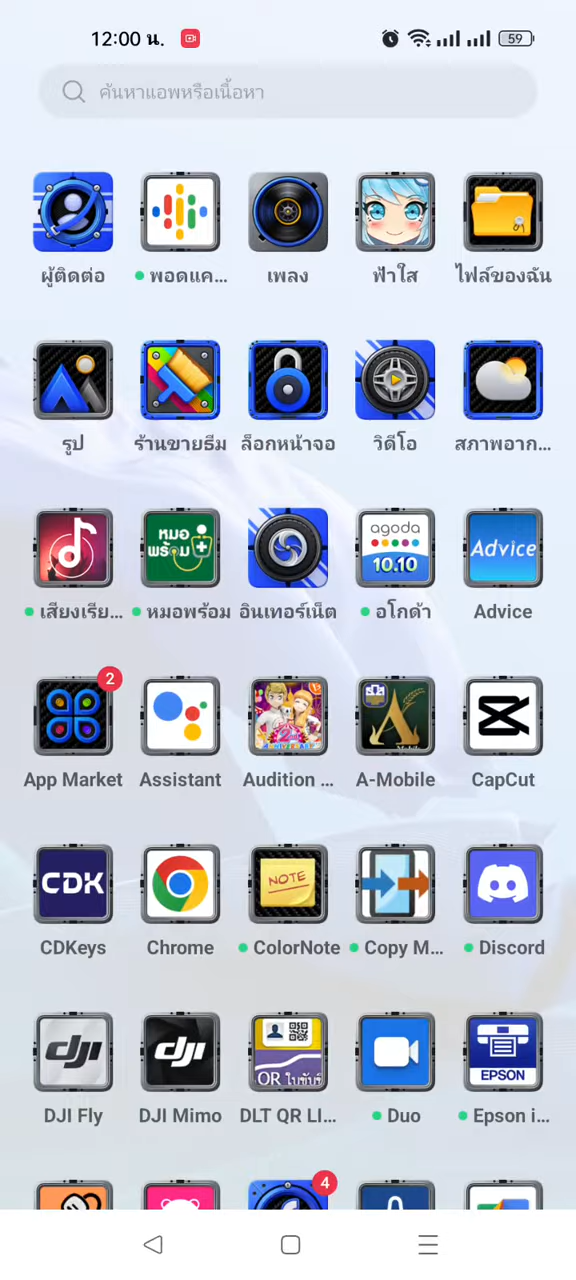 12:00 น.
59
ค้นหาแอพหรือเนื้อหา
ผู้ติดต่อ
พอดแค...
เพลง
ฟ้าใส
ไฟล์ของฉัน
รูป
ร้านขายธีม
ล็อกหน้าจอ
วิดีโอ
สภาพอาก...
หมอ
พร้อม
agoda
10.10
Advice
เสียงเรีย...
หมอพร้อม
อินเทอร์เน็ต
อโกด้า
Advice
2
App Market
Assistant
Audition ...
A-Mobile
CapCut
CDK
NOTE
CDKeys
Chrome
ColorNote
Copy M...
Discord
dji
dji
QR ใบขับขี่
EPSON
DJI Fly
DJI Mimo
DLT QR LI...
Duo
Epson i...
4